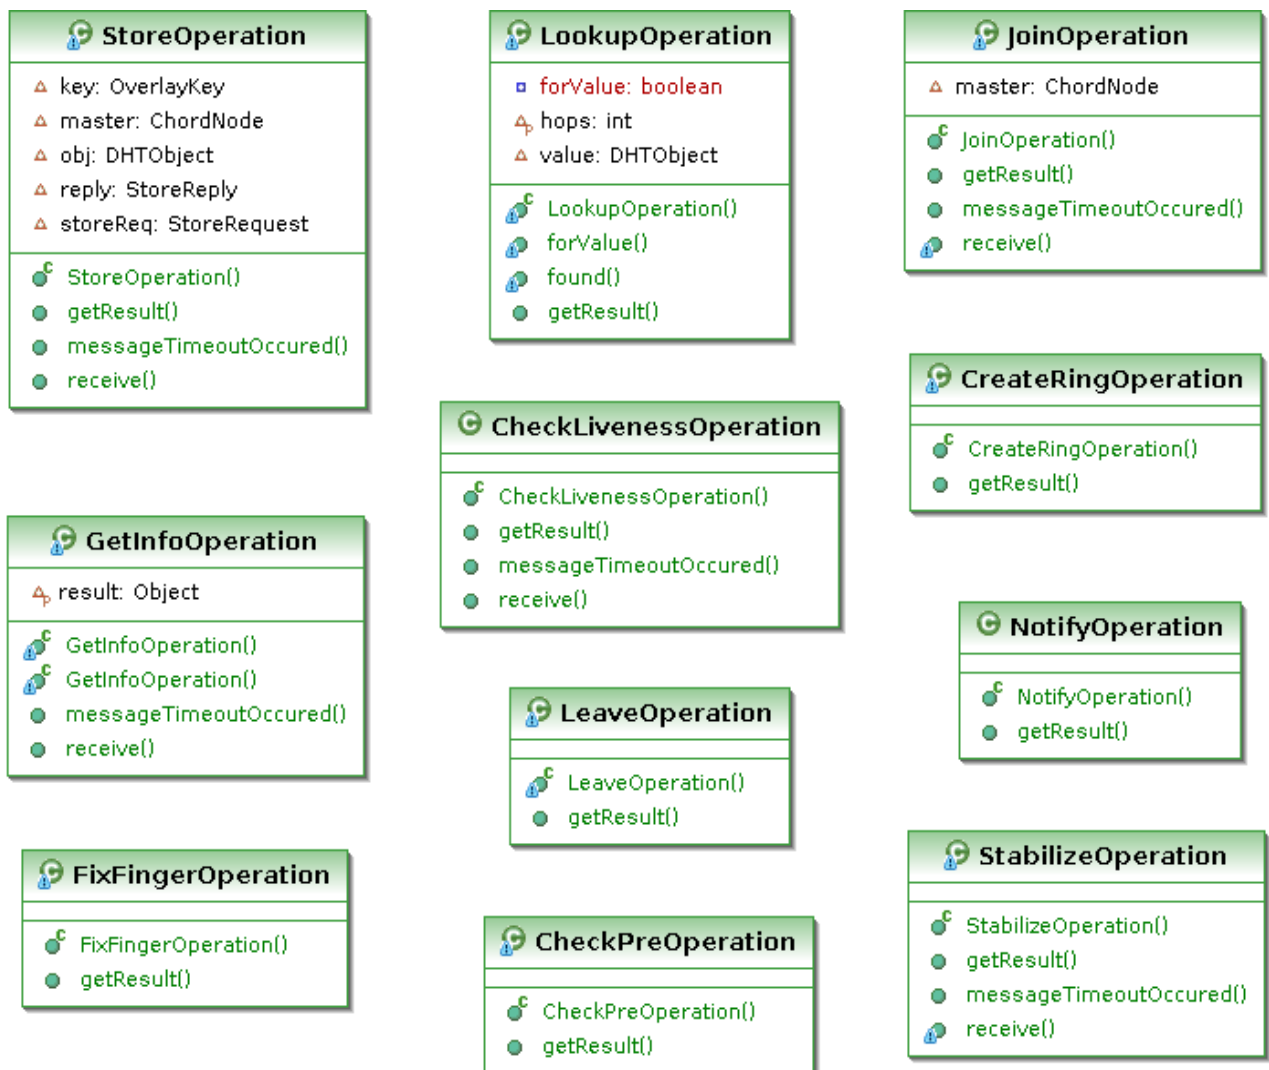 StoreOperation
key: OverlayKey
master: ChordNode
obj: DHTObject
reply: StoreReply
storeReq: StoreRequest
StoreOperation()
getResult()
messageTimeoutOccured()
receive()
LookupOperation
forValue: boolean
hops: int
value: DHTObject
LookupOperation()
forValue()
found()
getResult()
JoinOperation
master: ChordNode
JoinOperation()
getResult()
messageTimeoutOccured()
receive()
CreateRingOperation
CreateRingOperation()
getResult()
CheckLivenessOperation
CheckLivenessOperation()
getResult()
messageTimeoutOccured()
receive()
GetInfoOperation
result: Object
GetInfoOperation()
GetInfoOperation()
messageTimeoutOccured()
receive()
NotifyOperation
NotifyOperation()
getResult()
LeaveOperation
LeaveOperation()
getResult()
FixFingerOperation
FixFingerOperation()
getResult()
StabilizeOperation
StabilizeOperation()
getResult()
messageTimeoutOccured()
receive()
CheckPreOperation
CheckPreOperation()
getResult()